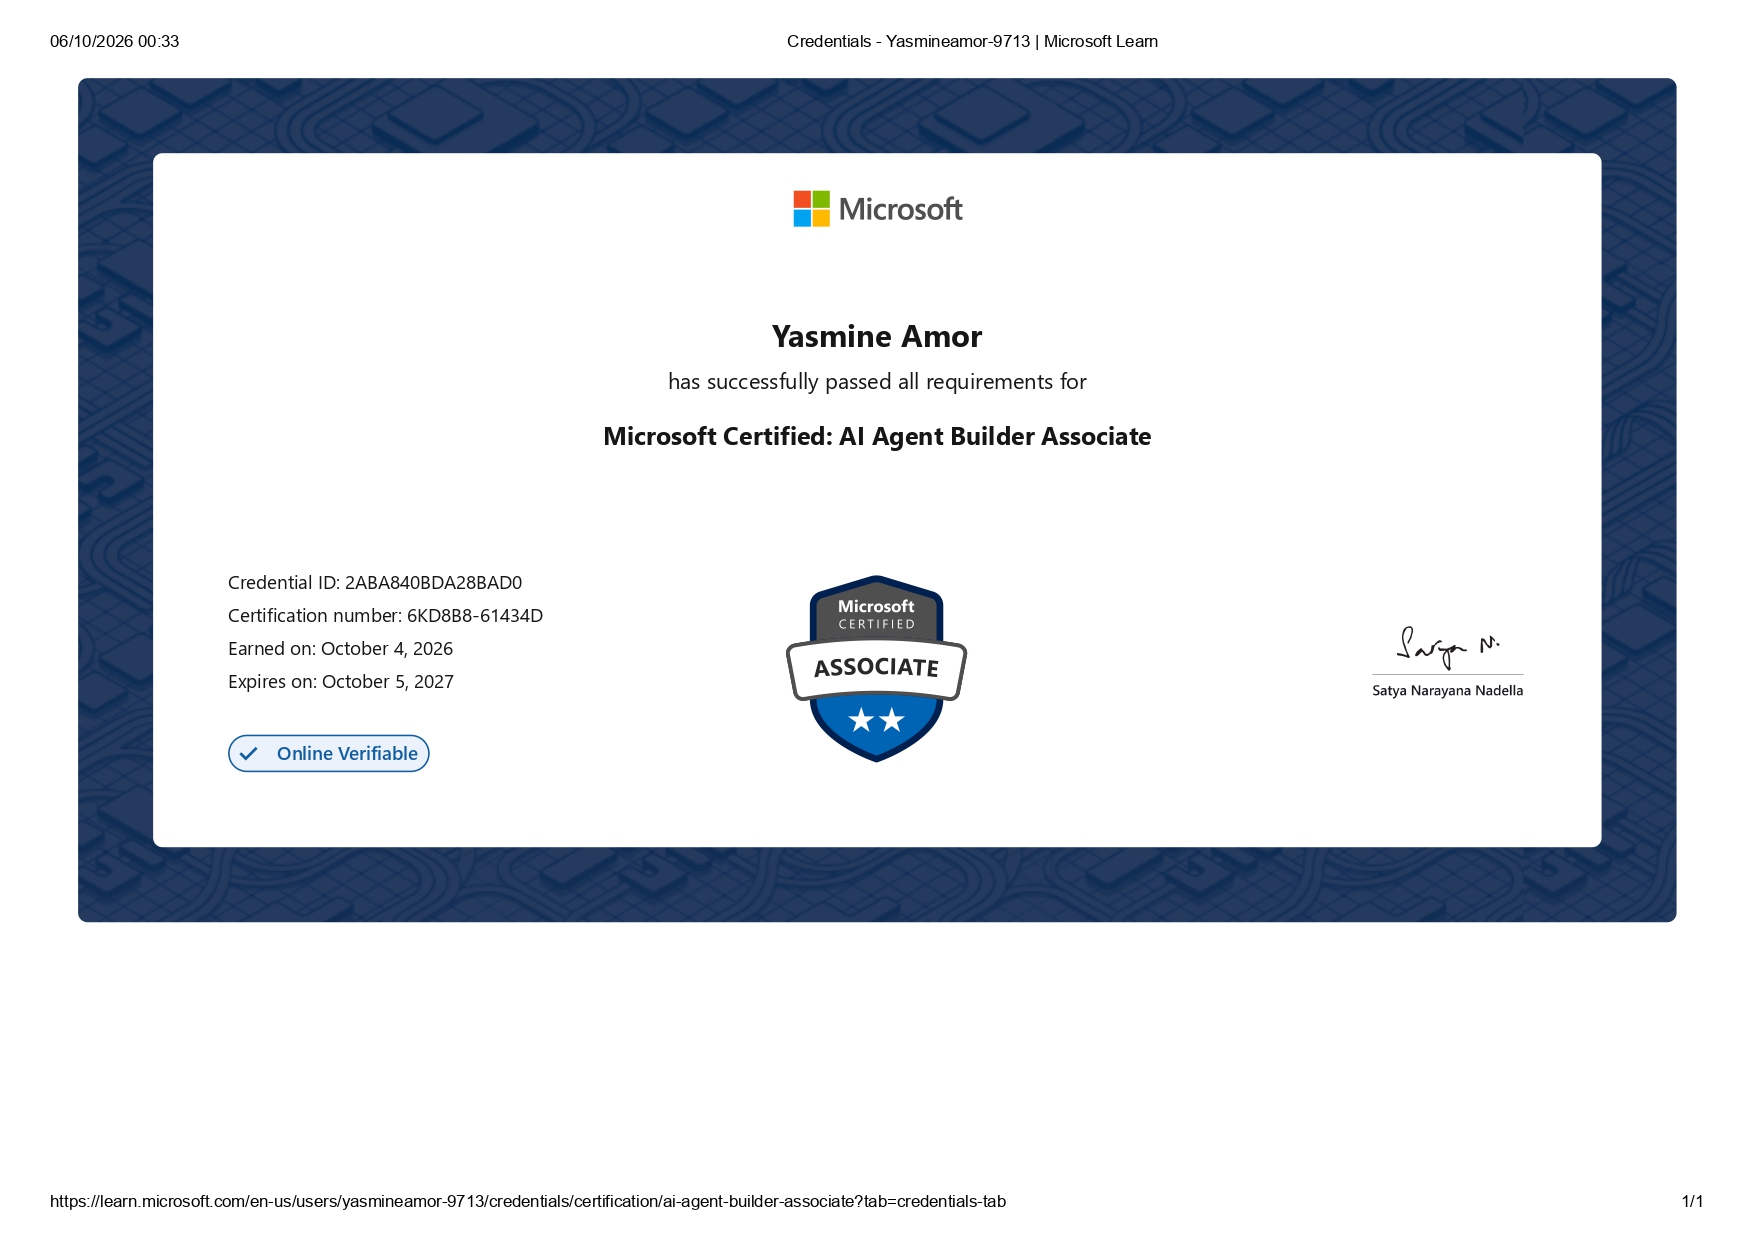 06/10/2026 00:33
Credentials - Yasmineamor-9713 | Microsoft Learn
Microsoft
Yasmine Amor
has successfully passed all requirements for
Microsoft Certified: AI Agent Builder Associate
Credential ID: 2ABA840BDA28BAD0
Certification number: 6KD8B8-61434D
Earned on: October 4, 2026
Expires on: October 5, 2027
Online Verifiable
Microsoft
CERTIFIED
ASSOCIATE
Satya N.
Satya Narayana Nadella
https://learn.microsoft.com/en-us/users/yasmineamor-9713/credentials/certification/ai-agent-builder-associate?tab=credentials-tab
1/1